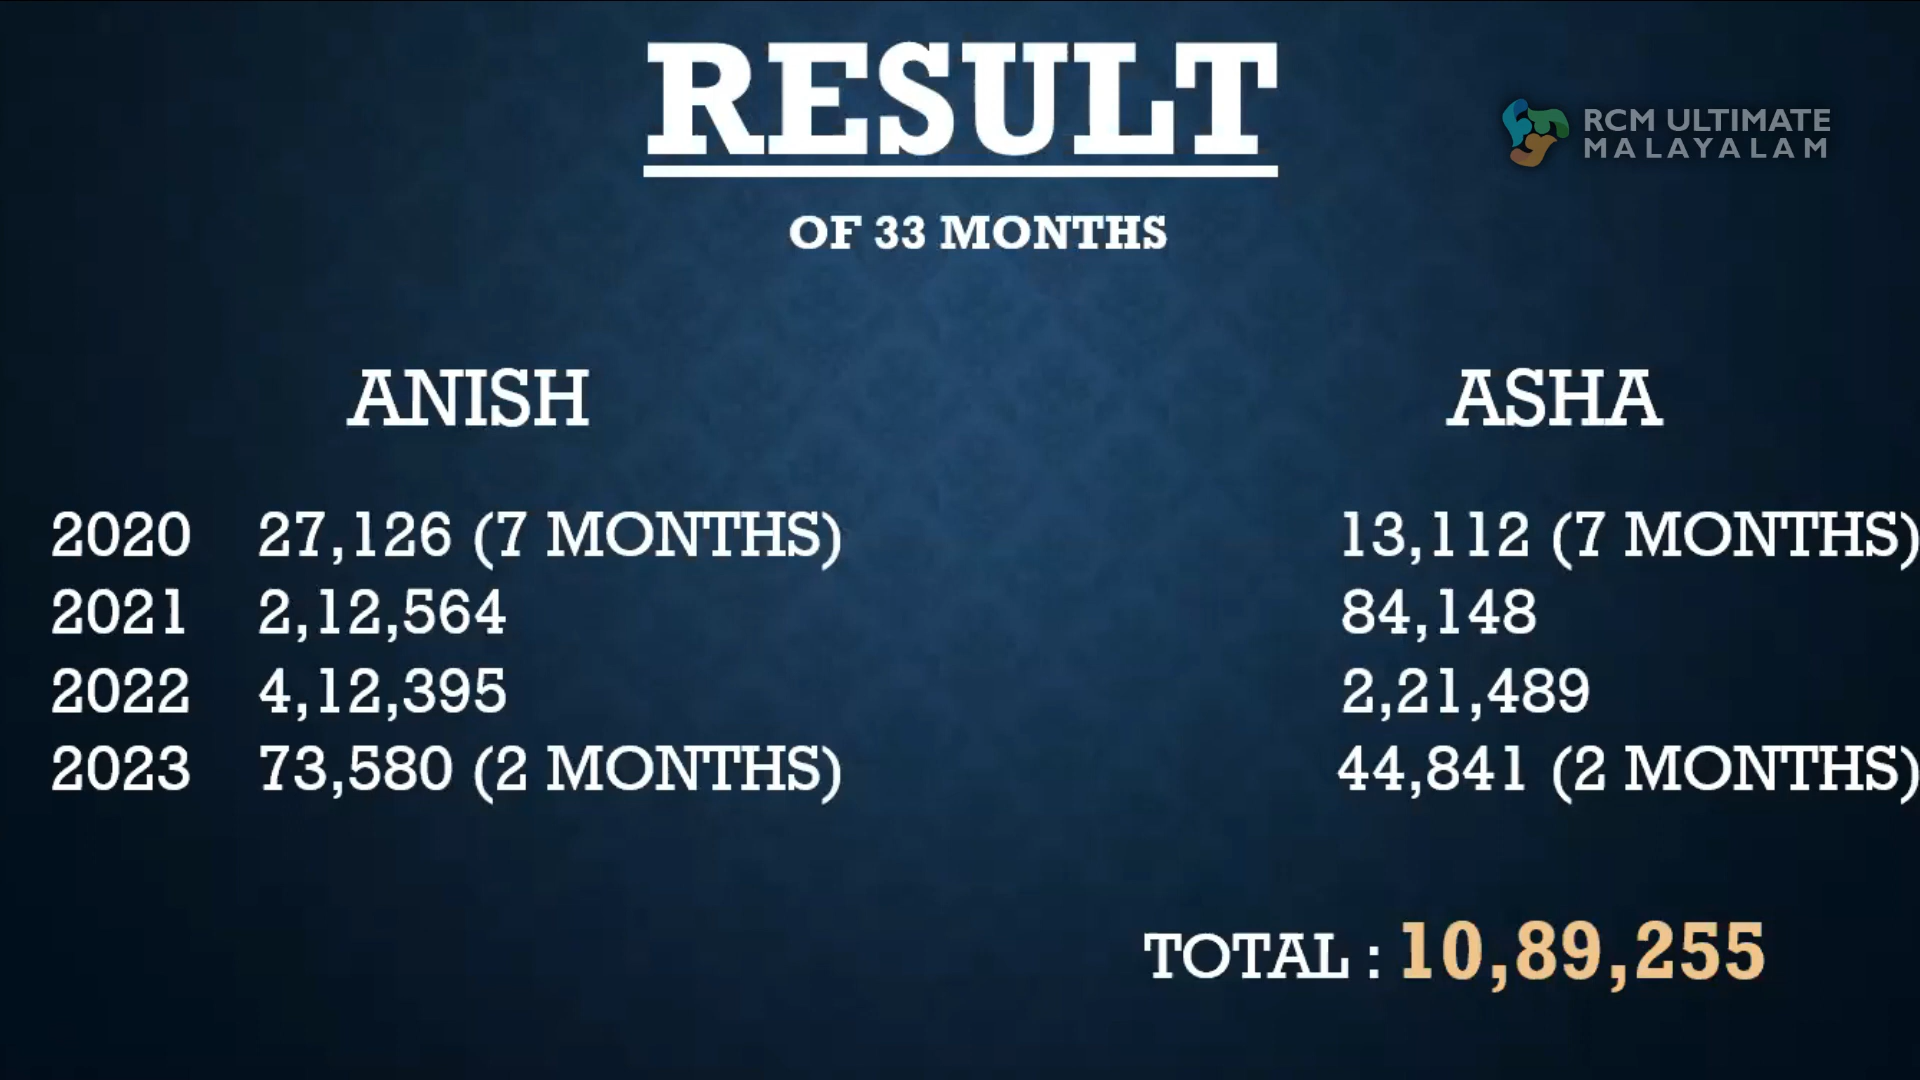 RESULT
RCM ULTIMATE
MALAYALAM
OF 33 MONTHS
ANISH
ASHA
2020 27,126 (7 MONTHS) 13,112 (7 MONTHS)
2021 2,12,564 84,148
2022 4,12,395 2,21,489
2023 73,580 (2 MONTHS) 44,841 (2 MONTHS)
TOTAL : 10,89,255